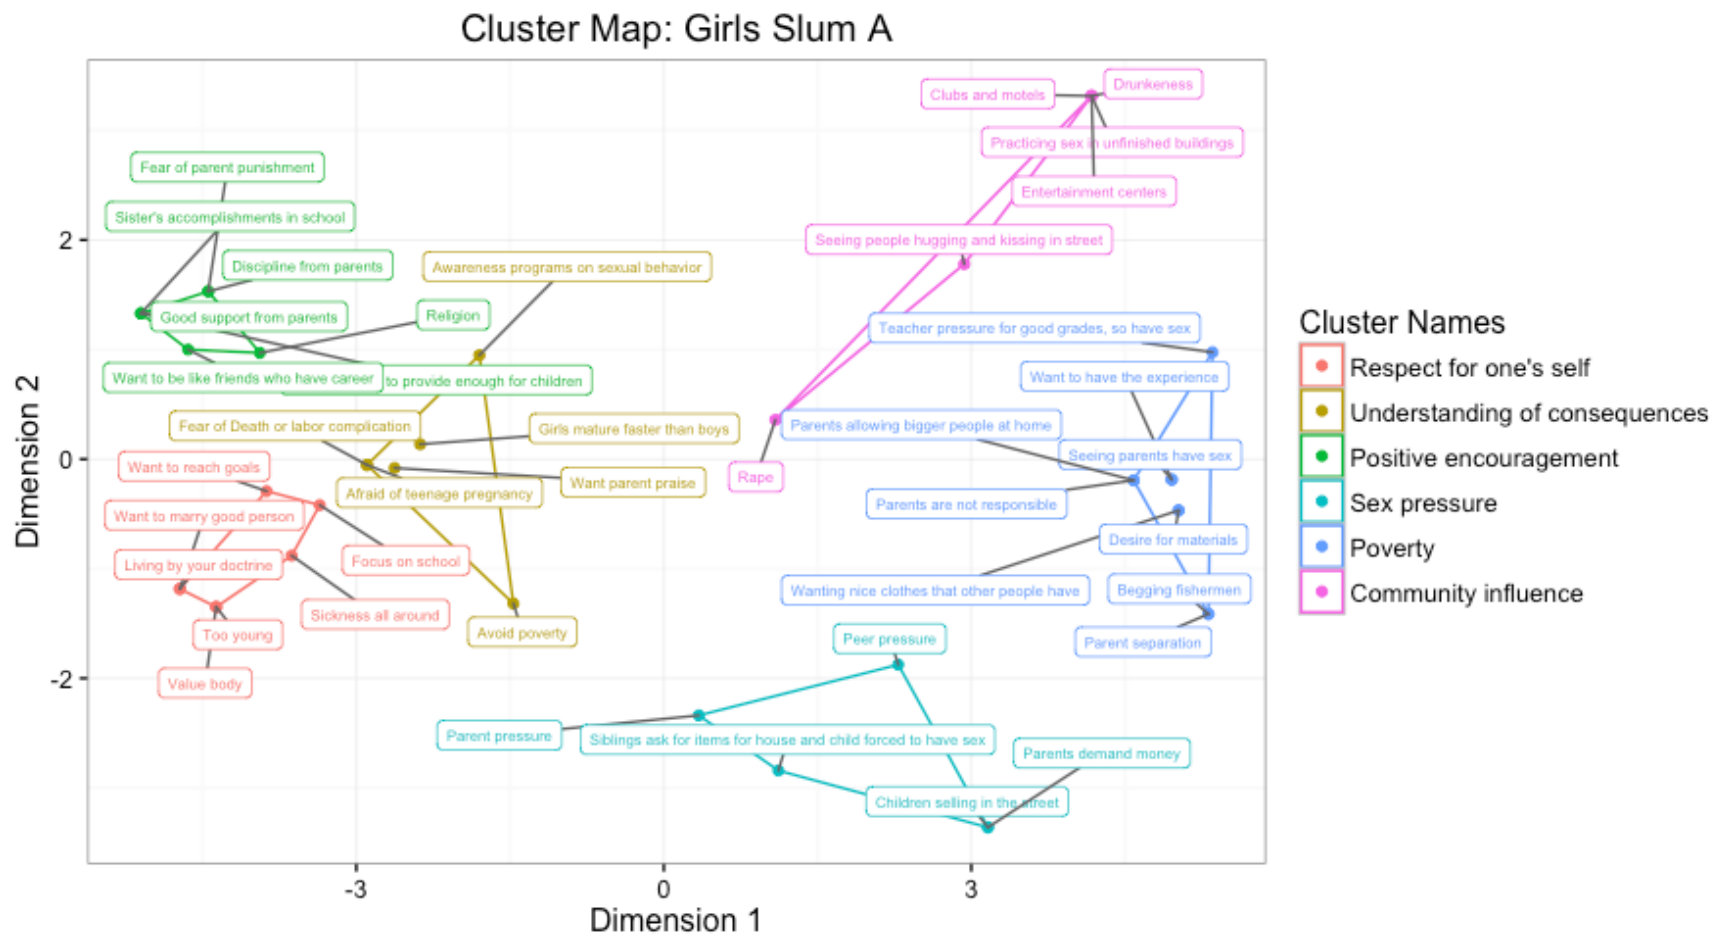 Cluster Map: Girls Slum A
Drunkeness
Clubs and motels
Practicing sex in unfinished buildings
Fear of parent punishment
Entertainment centers
Sister's accomplishments in school
Seeing people hugging and kissing in street
Discipline from parents
Awareness programs on sexual behavior
Good support from parents
Religion
Teacher pressure for good grades, so have sex
Want to be like friends who have career
to provide enough for children
Want to have the experience
Fear of Death or labor complication
Girls mature faster than boys
Parents allowing bigger people at home
Seeing parents have sex
Want to reach goals
Rape
Want parent praise
Afraid of teenage pregnancy
Parents are not responsible
Want to marry good person
Desire for materials
Focus on school
Living by your doctrine
Wanting nice clothes that other people have
Begging fishermen
Sickness all around
Too young
Avoid poverty
Peer pressure
Parent separation
Value body
Parent pressure
Siblings ask for items for house and child forced to have sex
Parents demand money
Children selling in the street
2
0
-2
Dimension 2
-3
0
3
Dimension 1
Cluster Names
Respect for one's self
Understanding of consequences
Positive encouragement
Sex pressure
Poverty
Community influence